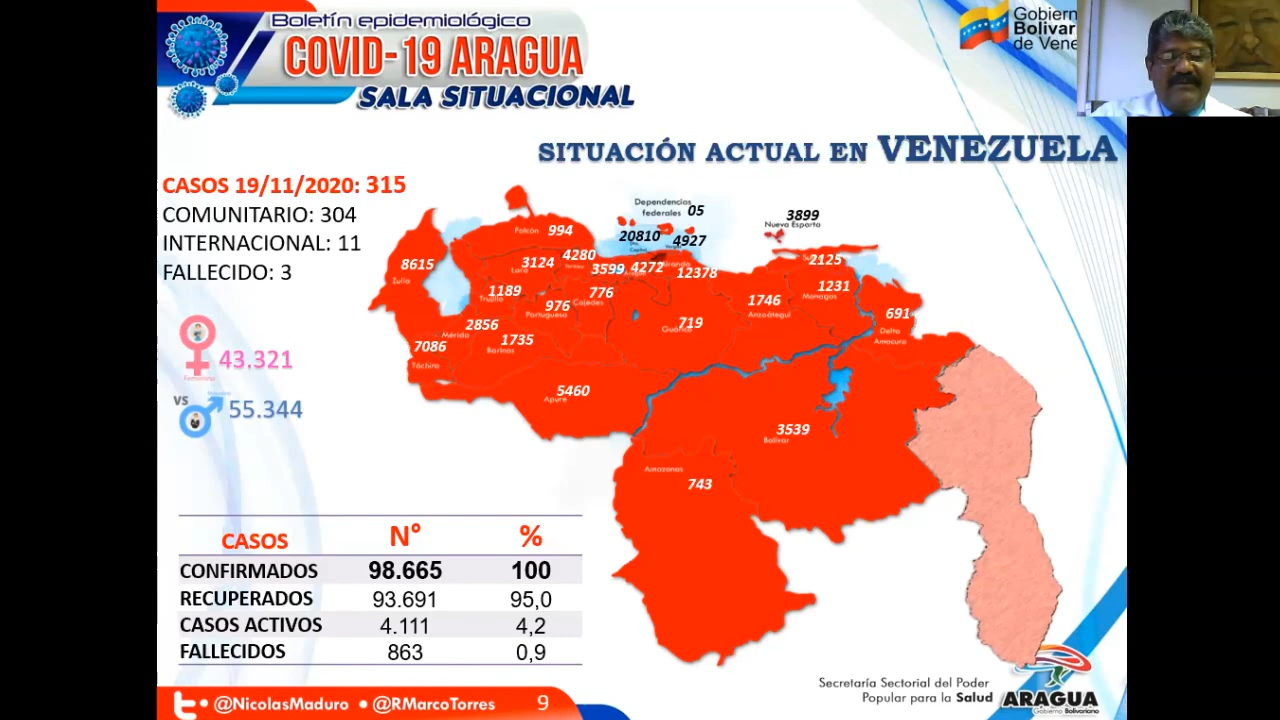 Boletín epidemiológico
COVID-19 ARAGUA
SALA SITUACIONAL
Gobiern
Bolivar
de Vene
SITUACIÓN ACTUAL EN VENEZUELA
CASOS 19/11/2020: 315
COMUNITARIO: 304
INTERNACIONAL: 11
FALLECIDO: 3
Femenino
43.321
VS
55.344
Dependencias
federales 05
3899
Nueva Esparta
Falcón 994
20810
Capital
4927
8615
Zulia
3124
Lara
4280
3599
4272
Miranda
12378
2125
1189
Trujillo
776
Cojedes
976
Portuguesa
1231
Monagas
1746
Anzoátegui
691
Delta
Amacuro
719
Guárico
2856
Mérida
1735
Barinas
7086
Táchira
5460
Apure
3539
Bolívar
Amazonas
743
CASOS N° %
CONFIRMADOS 98.665 100
RECUPERADOS 93.691 95,0
CASOS ACTIVOS 4.111 4,2
FALLECIDOS 863 0,9
@NicolasMaduro @RMarcoTorres 9
Secretaría Sectorial del Poder
Popular para la Salud
ARAGUA
Gobierno Bolivariano